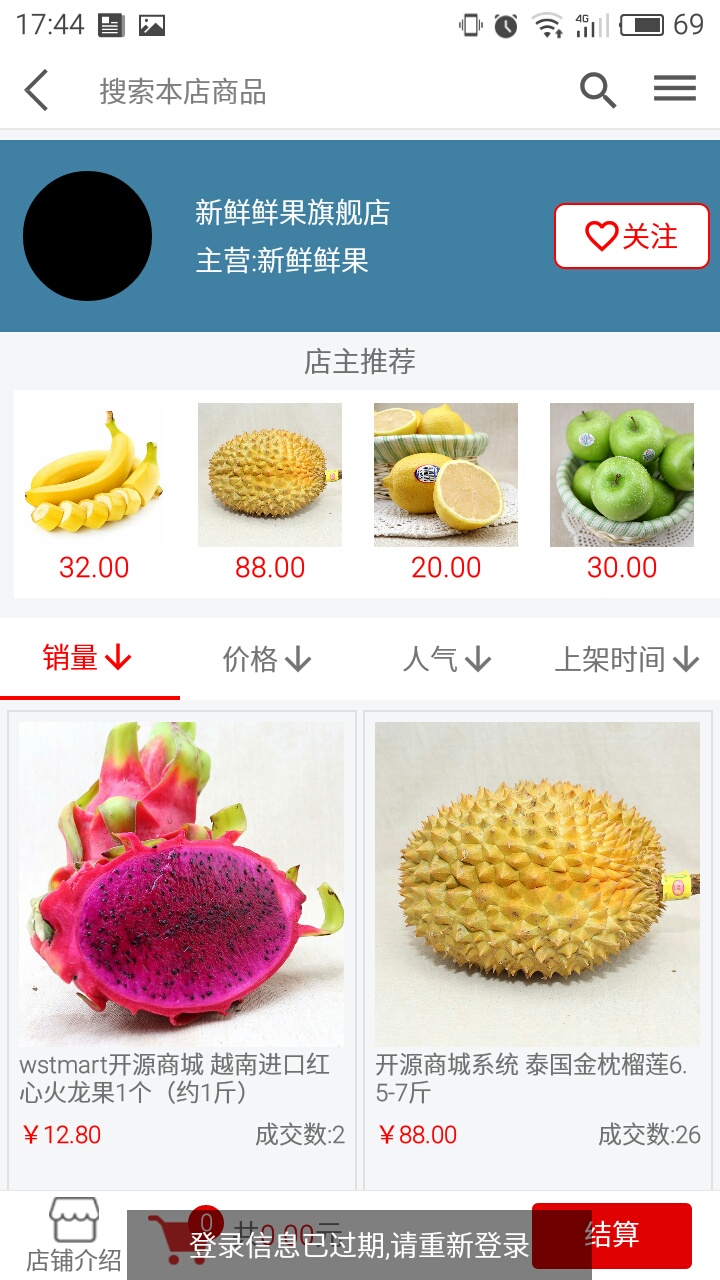 17:44
4G
69
搜索本店商品
新鲜鲜果旗舰店
主营:新鲜鲜果
关注
店主推荐
32.00
88.00
20.00
30.00
销量
价格
人气
上架时间
wstmart开源商城 越南进口红
心火龙果1个（约1斤）
￥12.80
成交数:2
开源商城系统 泰国金枕榴莲6.
5-7斤
￥88.00
成交数:26
店铺介绍
0
共0.00元
结算
登录信息已过期,请重新登录